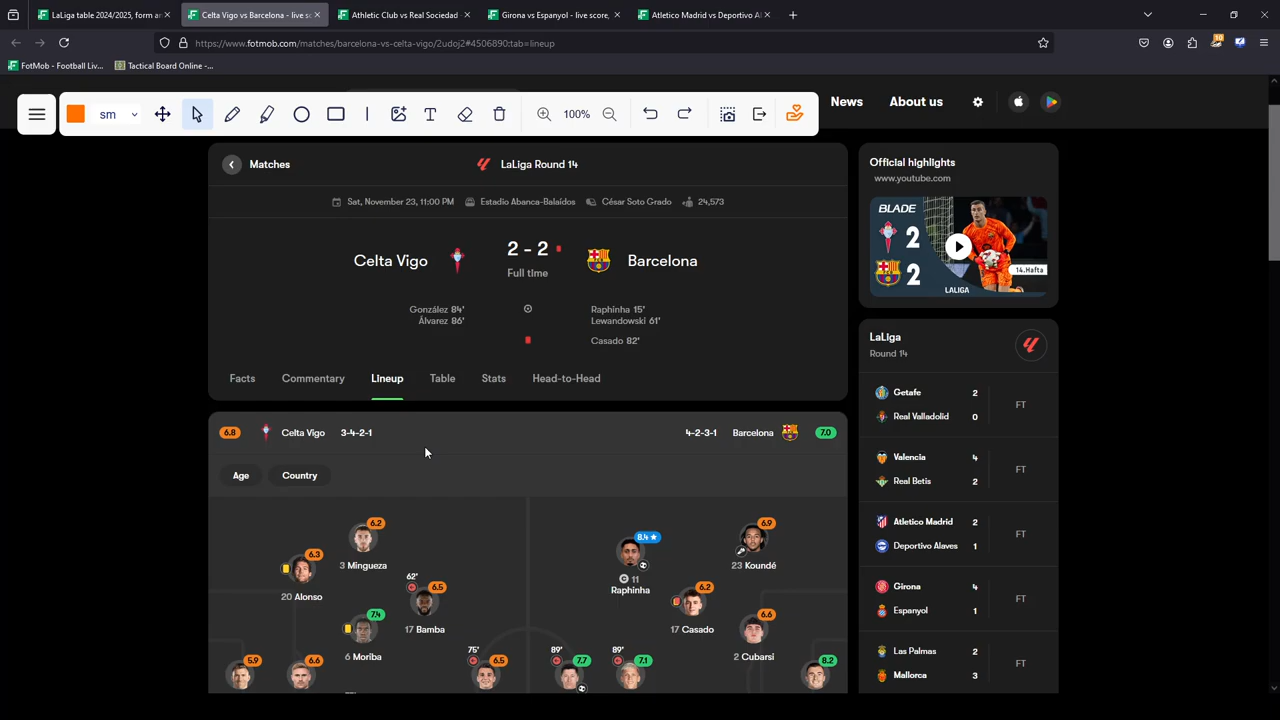 LaLiga table 2024/2025, form ar
Celta Vigo vs Barcelona - live sc
Athletic Club vs Real Sociedad
Girona vs Espanyol - live score,
Atletico Madrid vs Deportivo Al
https://www.fotmob.com/matches/barcelona-vs-celta-vigo/2udoj2#4506890:tab=lineup
10
FotMob - Football Liv...
Tactical Board Online -...
sm
100%
News
About us
Matches
LaLiga Round 14
Sat, November 23, 11:00 PM
Estadio Abanca-Balaídos
César Soto Grado
24,573
Celta Vigo
2 - 2
Full time
Barcelona
González 84'
Álvarez 86'
Raphinha 15'
Lewandowski 61'
Casado 82'
Facts
Commentary
Lineup
Table
Stats
Head-to-Head
6.8
Celta Vigo
3-4-2-1
4-2-3-1
Barcelona
7.0
Age
Country
6.2
3 Mingueza
6.3
20 Alonso
62'
6.5
17 Bamba
7.4
6 Moriba
5.9
6.6
75'
6.5
8.4
C 11
Raphinha
6.9
23 Koundé
6.2
17 Casado
6.6
2 Cubarsí
89'
7.7
89'
7.1
8.2
Official highlights
www.youtube.com
BLADE
2
2
14.Hafta
LALIGA
LaLiga
Round 14
Getafe 2
Real Valladolid 0
FT
Valencia 4
Real Betis 2
FT
Atletico Madrid 2
Deportivo Alaves 1
FT
Girona 4
Espanyol 1
FT
Las Palmas 2
Mallorca 3
FT